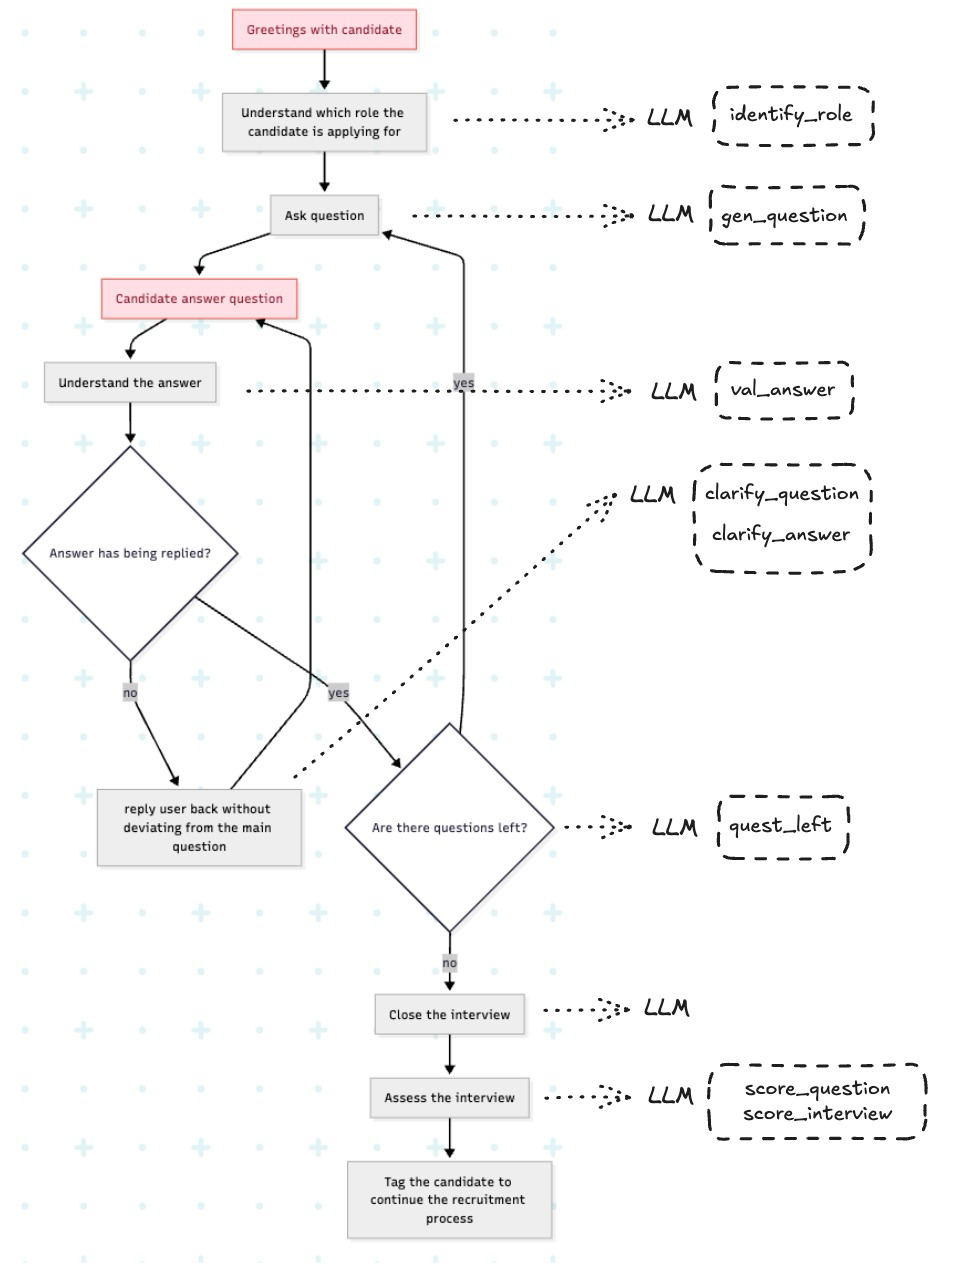 Greetings with candidate
Understand which role the
candidate is applying for
LLM
identify_role
Ask question
LLM
gen_question
Candidate answer question
Understand the answer
yes
LLM
val_answer
LLM
clarify_question
clarify_answer
Answer has being replied?
no
yes
reply user back without
deviating from the main
question
Are there questions left?
LLM
quest_left
no
Close the interview
LLM
Assess the interview
LLM
score_question
score_interview
Tag the candidate to
continue the recruitment
process